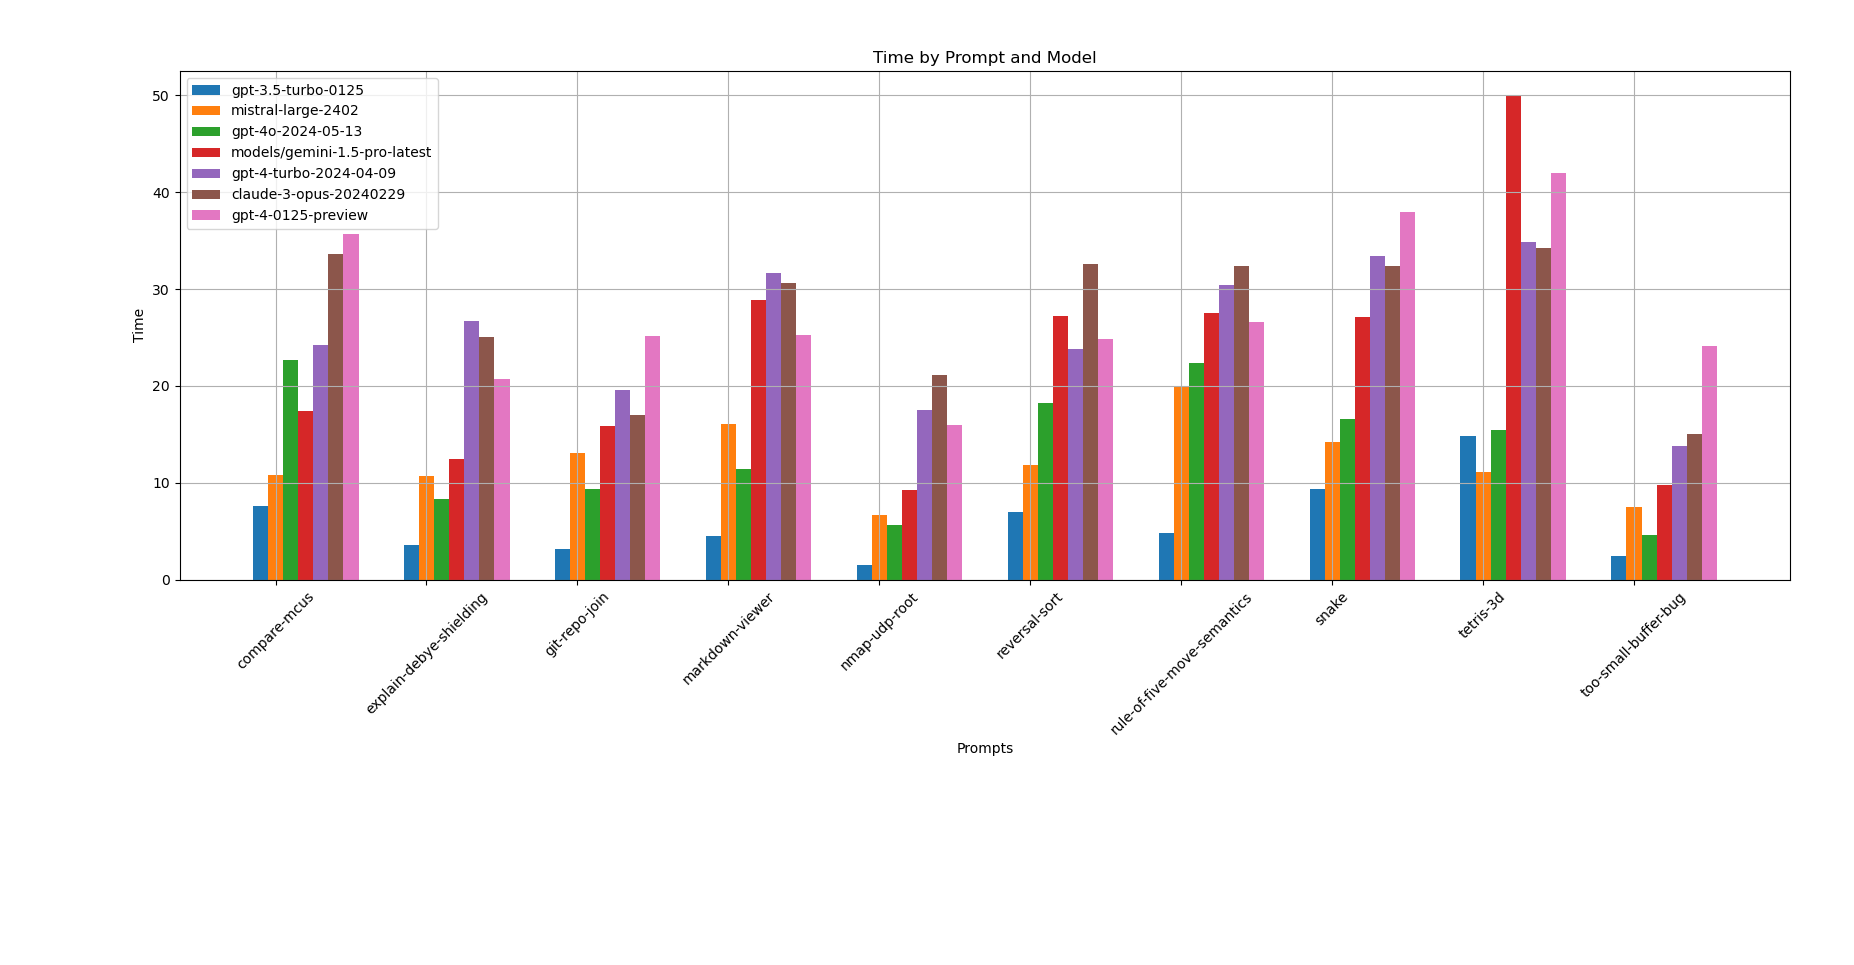 Time by Prompt and Model
gpt-3.5-turbo-0125
mistral-large-2402
gpt-4o-2024-05-13
models/gemini-1.5-pro-latest
gpt-4-turbo-2024-04-09
claude-3-opus-20240229
gpt-4-0125-preview
Time
50
40
30
20
10
0
compare-mcus
explain-debye-shielding
git-repo-join
markdown-viewer
nmap-udp-root
reversal-sort
rule-of-five-move-semantics
snake
tetris-3d
too-small-buffer-bug
Prompts